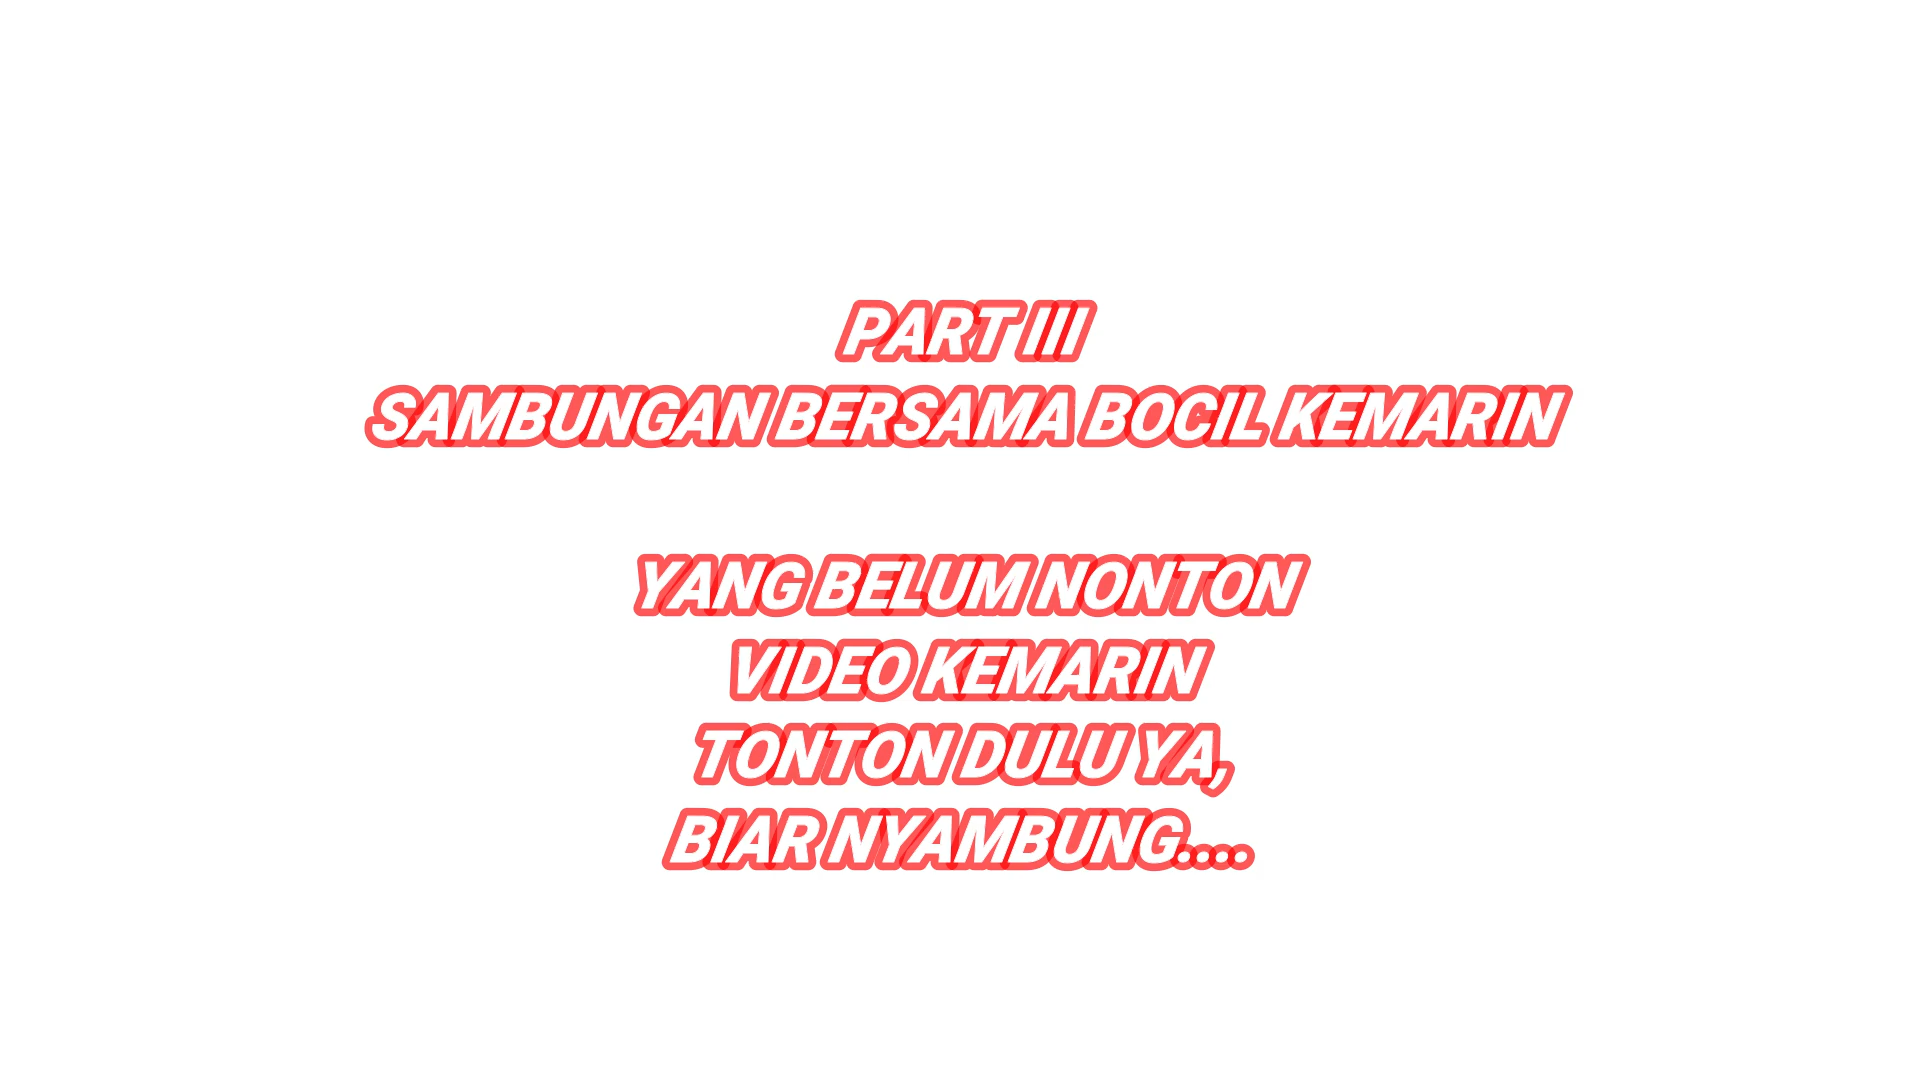 PART III
SAMBUNGAN BERSAMA BOCIL KEMARIN
YANG BELUM NONTON
VIDEO KEMARIN
TONTON DULU YA,
BIAR NYAMBUNG....